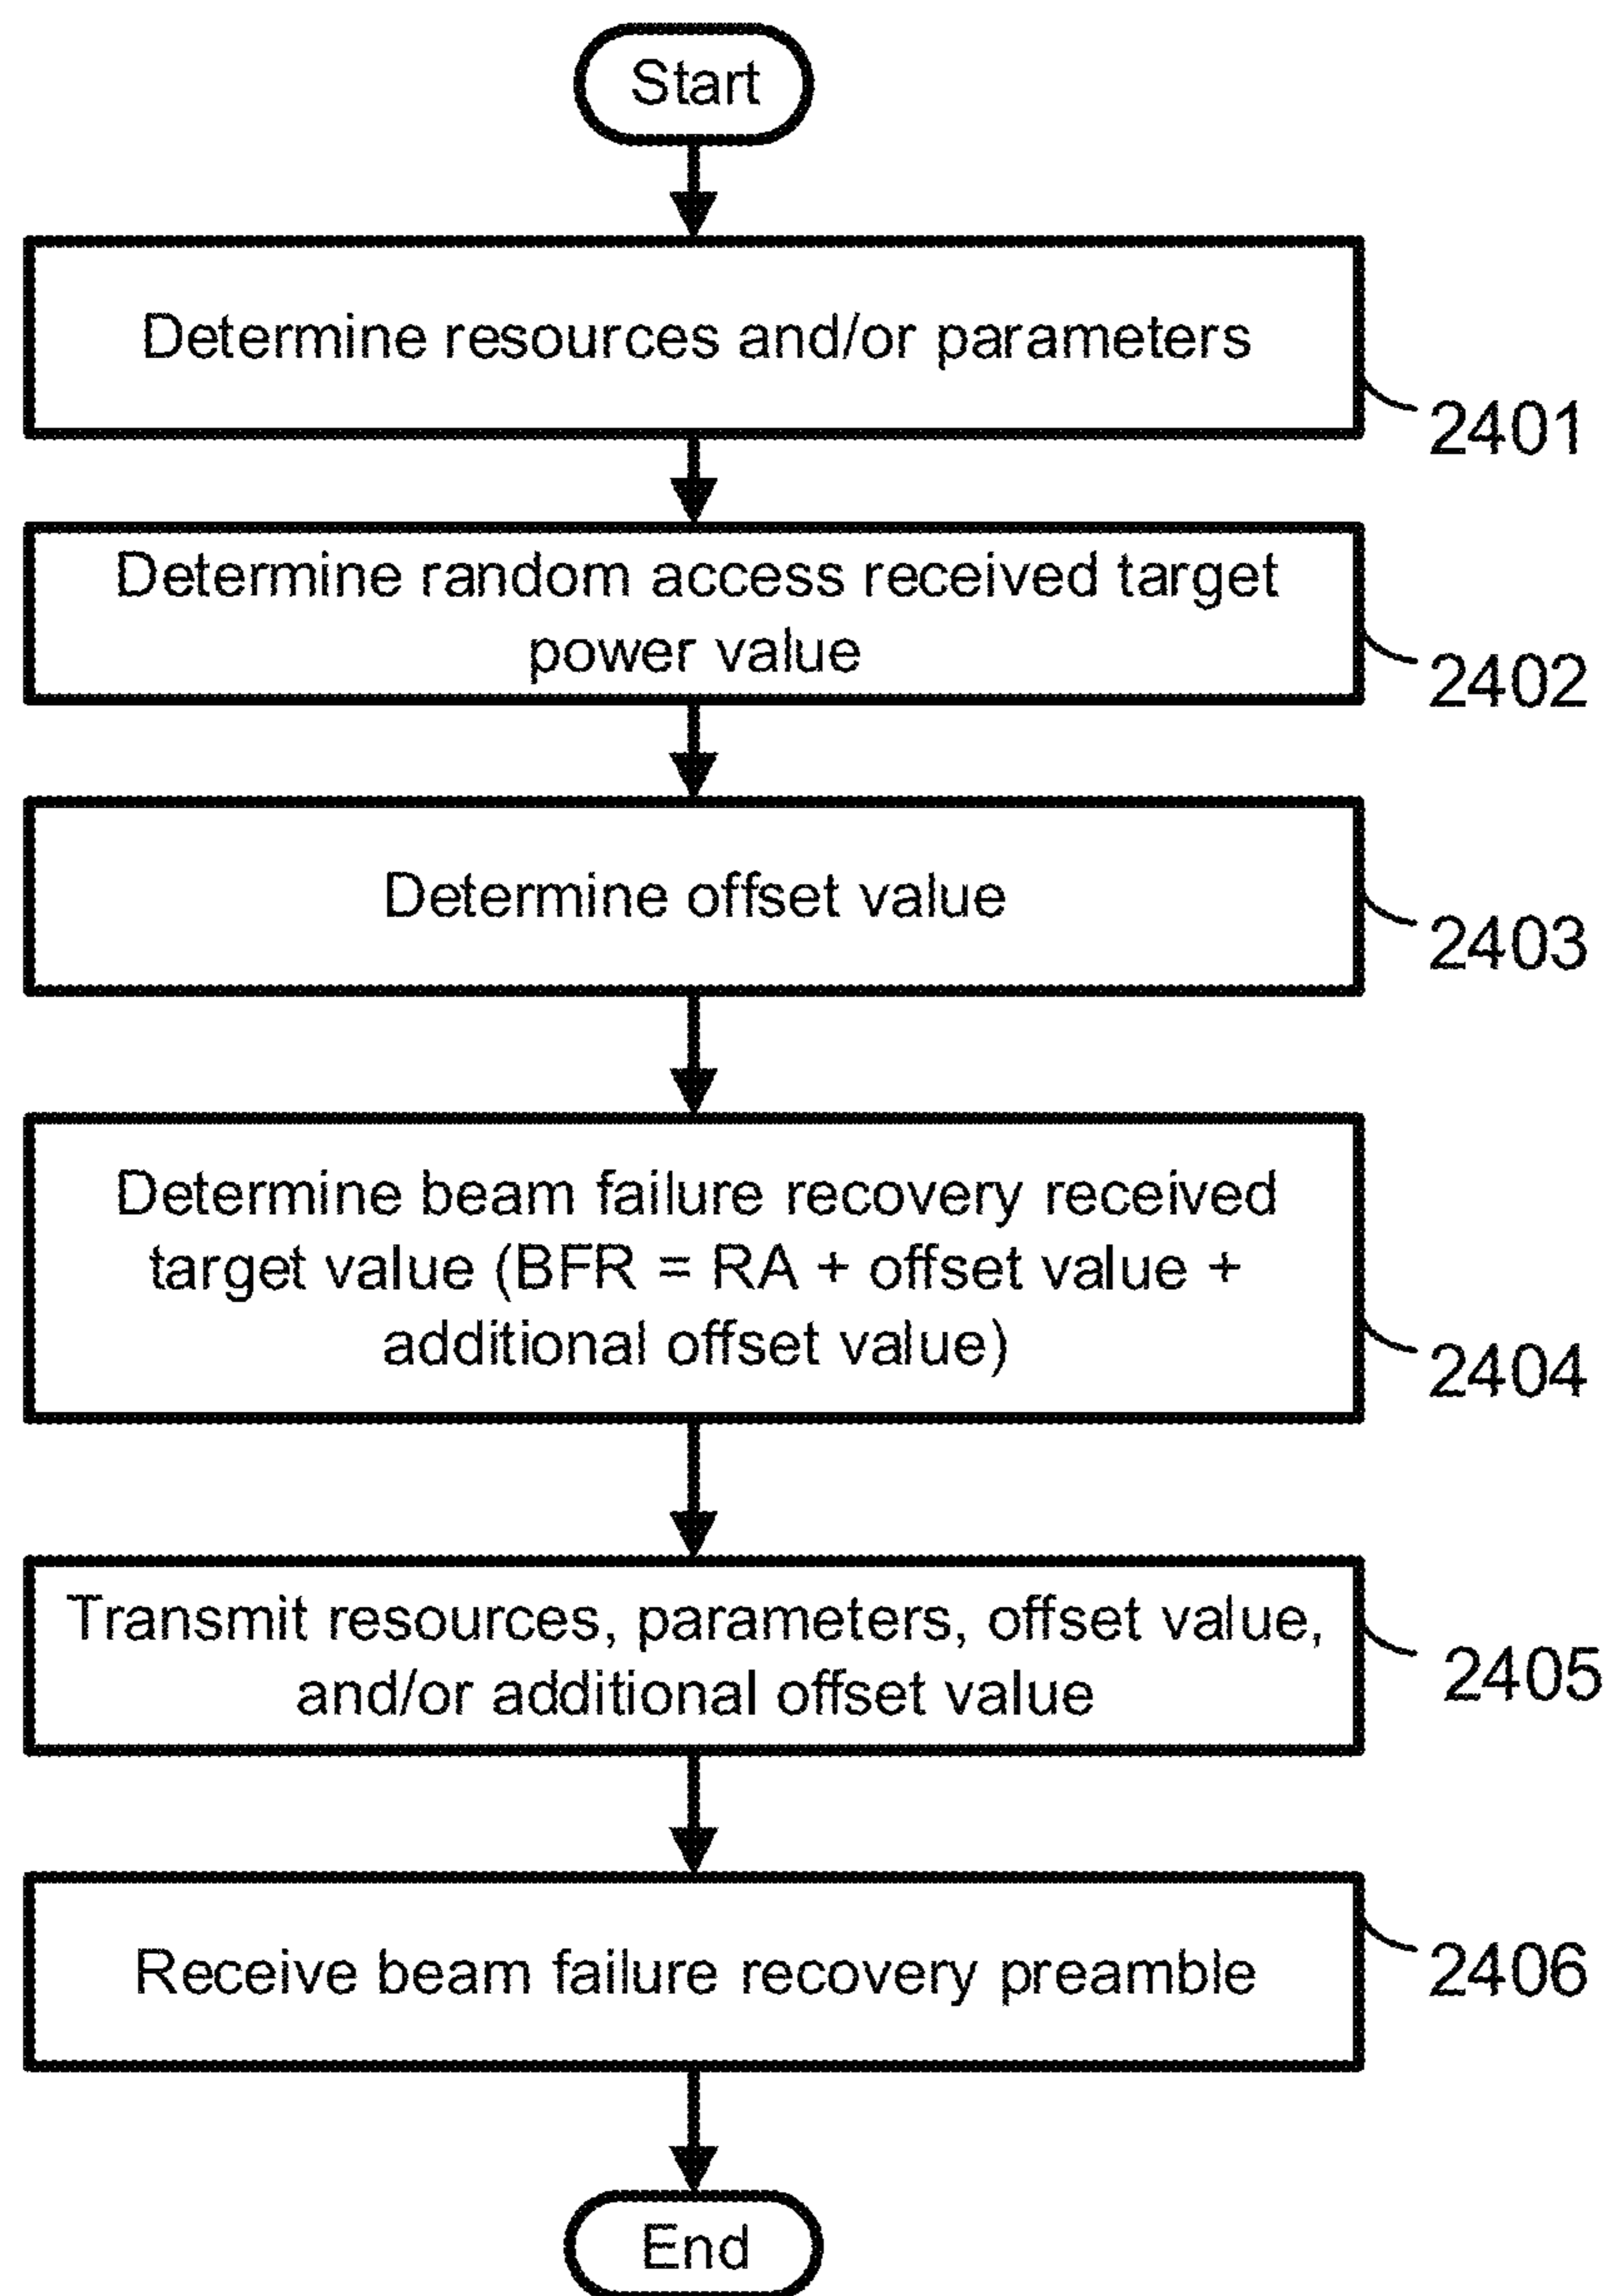 Start
Determine resources and/or parameters
2401
Determine random access received target
power value
2402
Determine offset value
2403
Determine beam failure recovery received
target value (BFR = RA + offset value +
additional offset value)
2404
Transmit resources, parameters, offset value,
and/or additional offset value
2405
Receive beam failure recovery preamble
2406
End